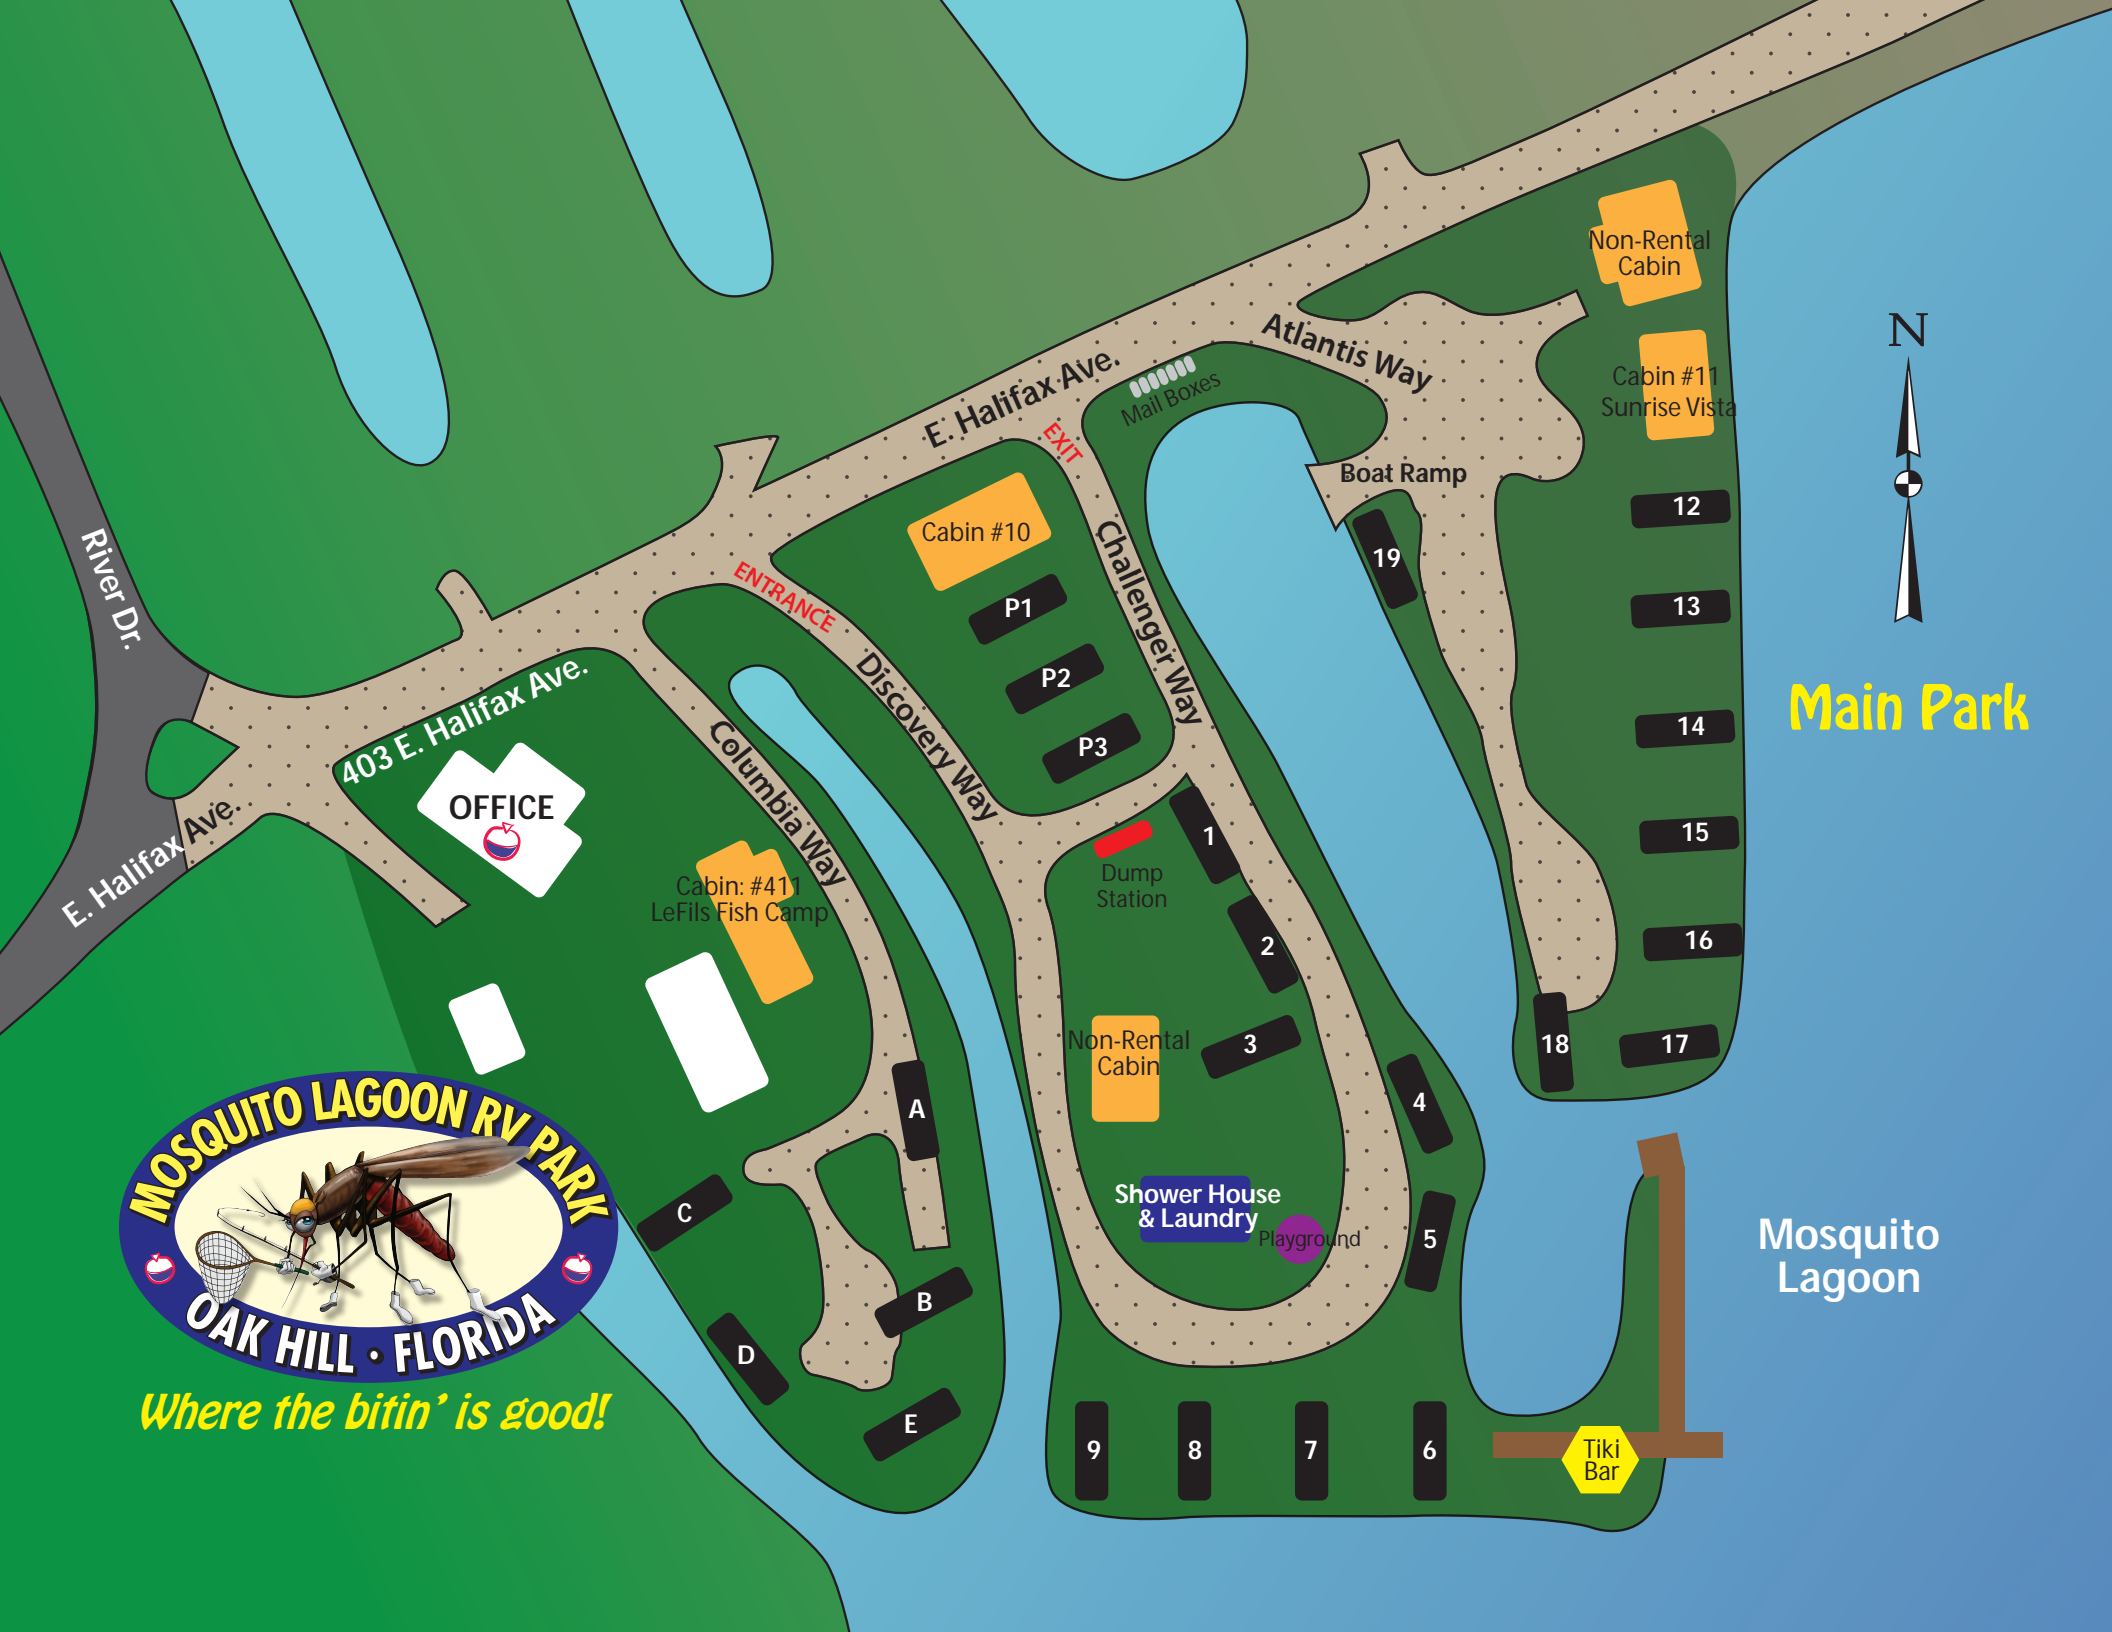 Non-Rental
Cabin
N
Atlantis Way
E. Halifax Ave.
Mail Boxes
Cabin #11
Sunrise Vista
EXIT
Boat Ramp
Cabin #10
12
19
River Dr.
ENTRANCE
P1
13
Challenger Way
P2
Discovery Way
403 E. Halifax Ave.
Main Park
14
P3
Columbia Way
OFFICE
E. Halifax Ave.
1
15
Dump
Station
Cabin: #411
LeFils Fish Camp
2
16
Non-Rental
Cabin
3
18
17
A
4
MOSQUITO LAGOON RV PARK
OAK HILL • FLORIDA
Where the bitin' is good!
C
Shower House
& Laundry
Playground
5
Mosquito
Lagoon
B
D
E
9
8
7
6
Tiki
Bar